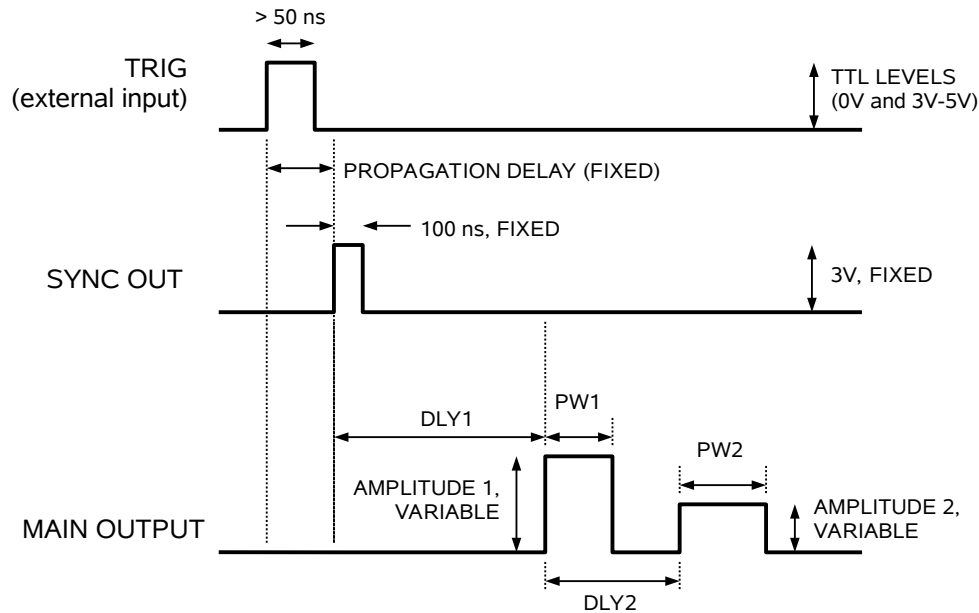 > 50 ns
TRIG
(external input)
TTL LEVELS
(0V and 3V-5V)
PROPAGATION DELAY (FIXED)
100 ns, FIXED
SYNC OUT
3V, FIXED
DLY1
PW1
PW2
AMPLITUDE 1,
VARIABLE
AMPLITUDE 2,
VARIABLE
MAIN OUTPUT
DLY2